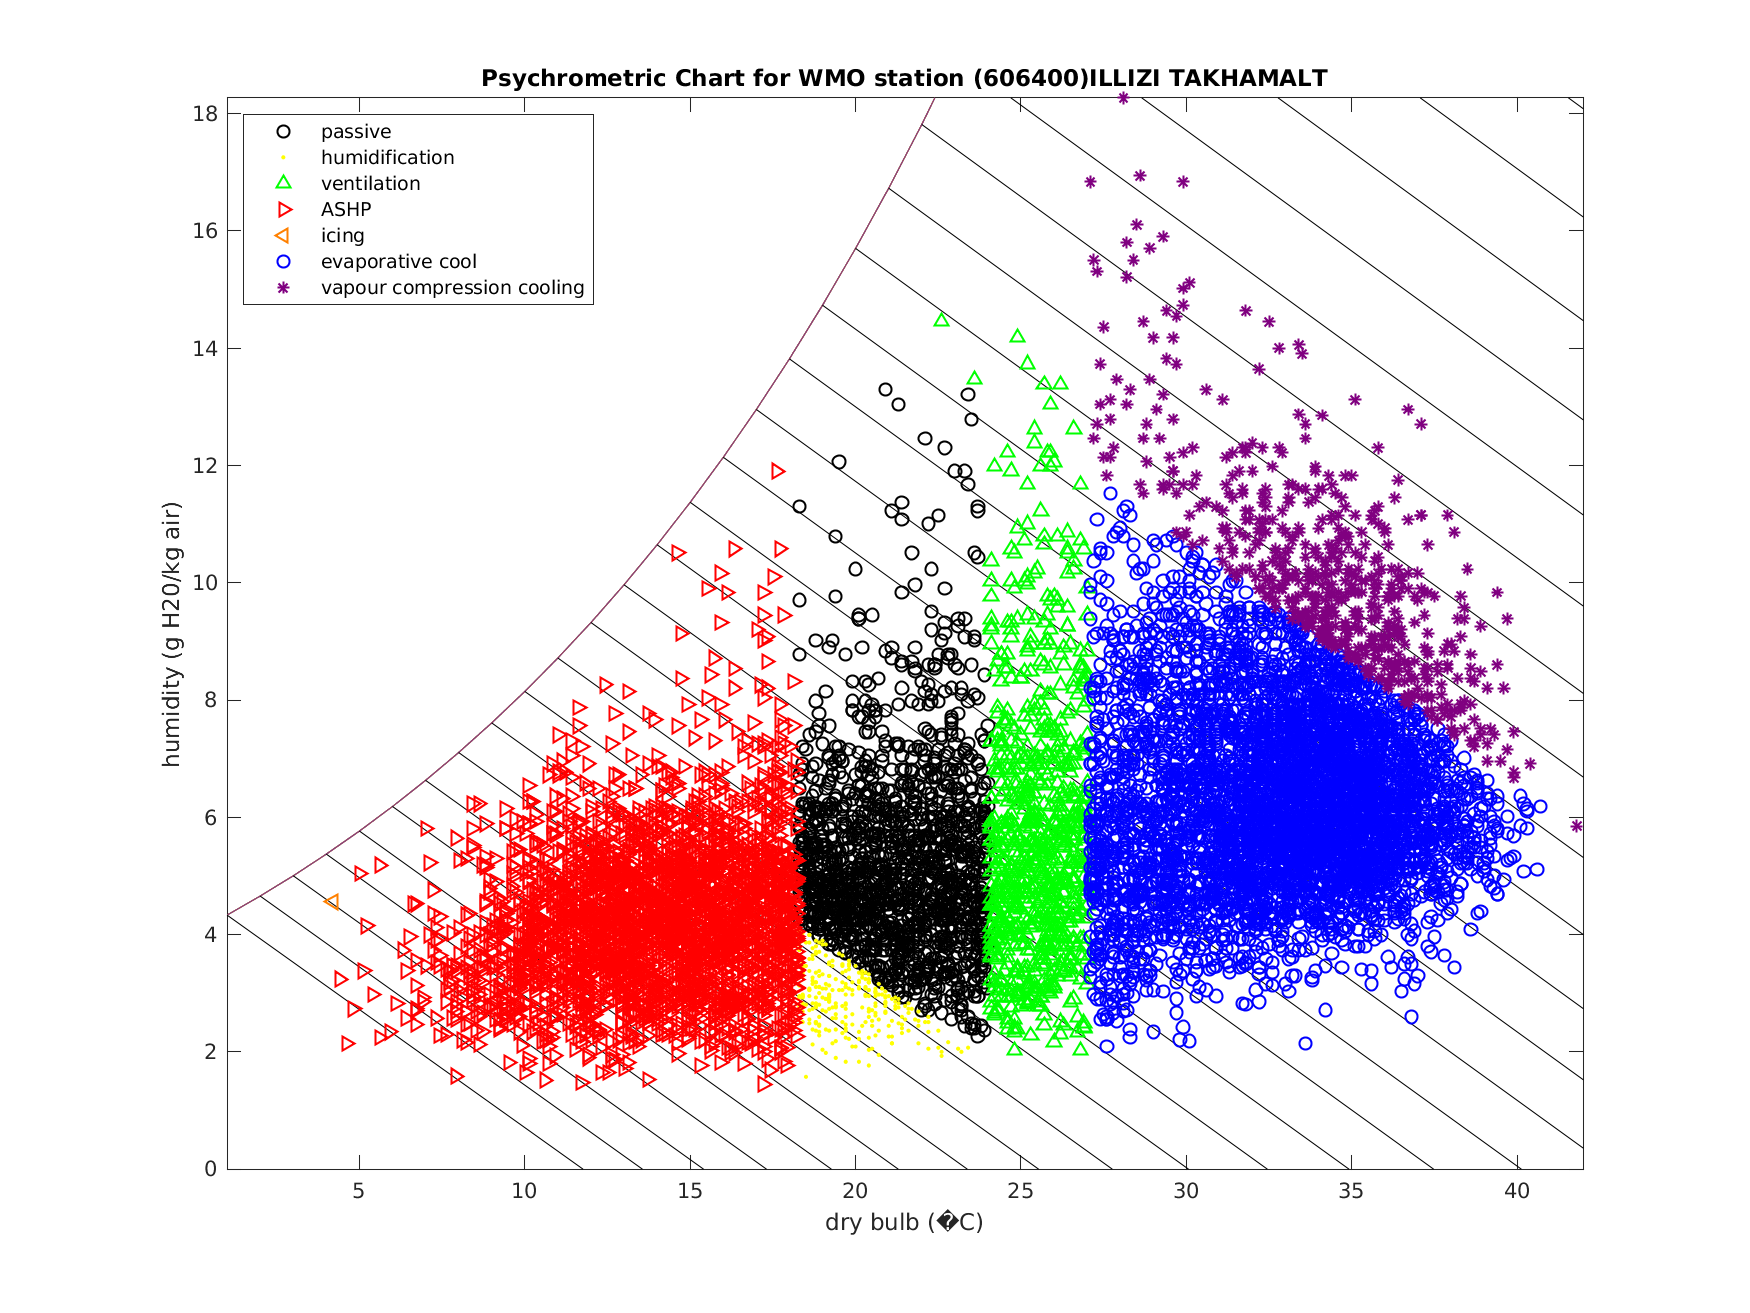 Psychrometric Chart for WMO station (606400)ILLIZI TAKHAMALT
18
16
14
12
10
8
6
4
2
0
humidity (g H20/kg air)
passive
humidification
ventilation
ASHP
icing
evaporative cool
vapour compression cooling
5 10 15 20 25 30 35 40
dry bulb (�C)